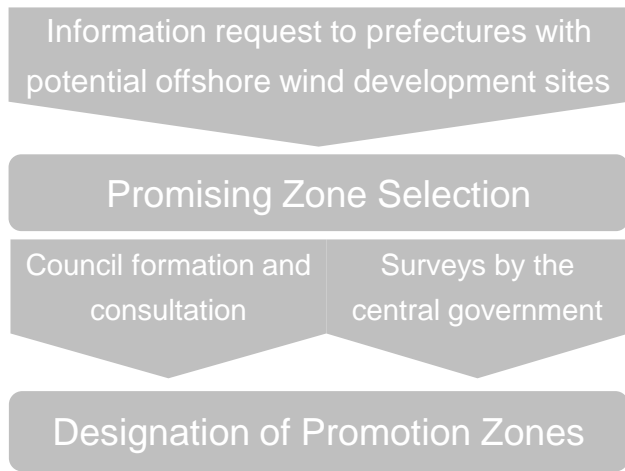 Information request to prefectures with
potential offshore wind development sites
Promising Zone Selection
Council formation and
consultation
Surveys by the
central government
Designation of Promotion Zones